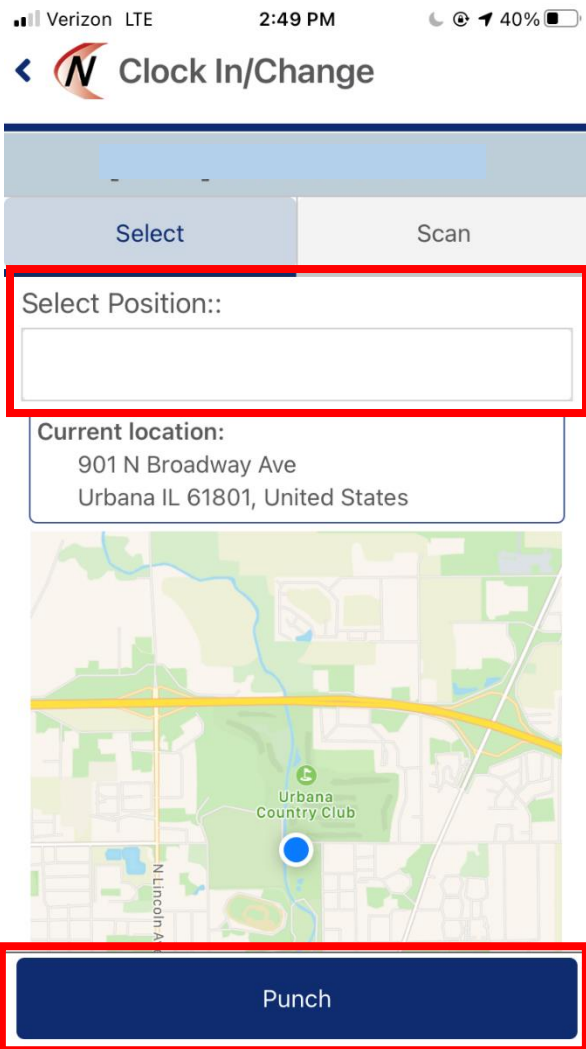 Verizon LTE 2:49 PM 40%
N Clock In/Change
Select Scan
Select Position::
Current location:
901 N Broadway Ave
Urbana IL 61801, United States
Urbana
Country Club
N Lincoln Av
Punch